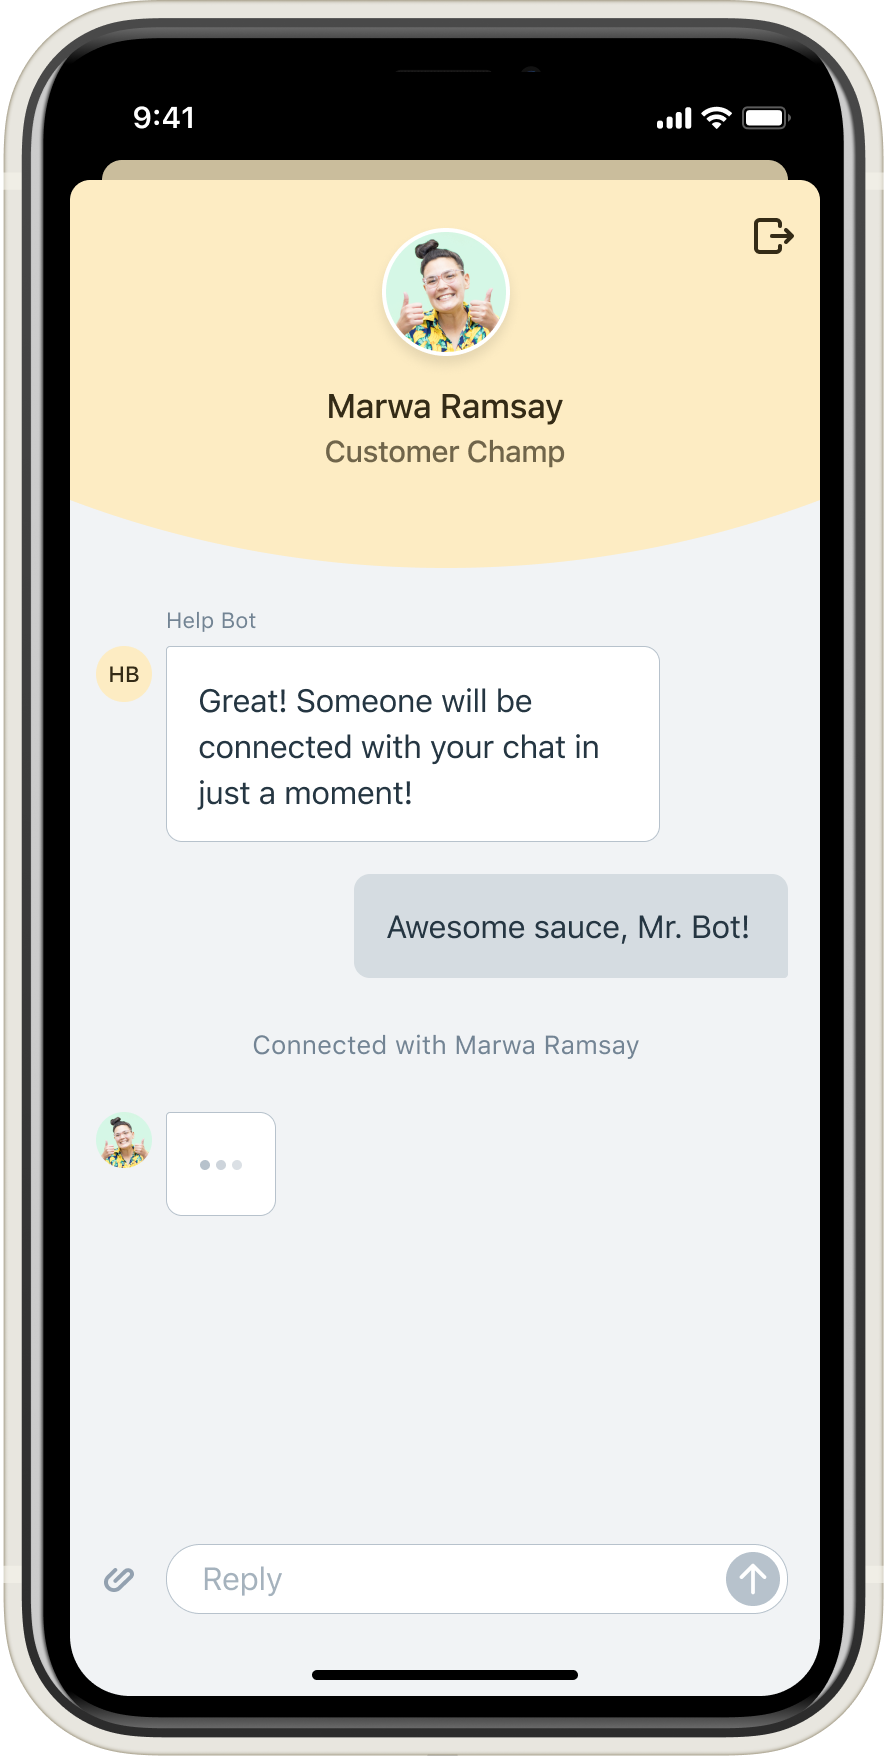 9:41
Marwa Ramsay
Customer Champ
Help Bot
HB
Great! Someone will be
connected with your chat in
just a moment!
Awesome sauce, Mr. Bot!
Connected with Marwa Ramsay
Reply